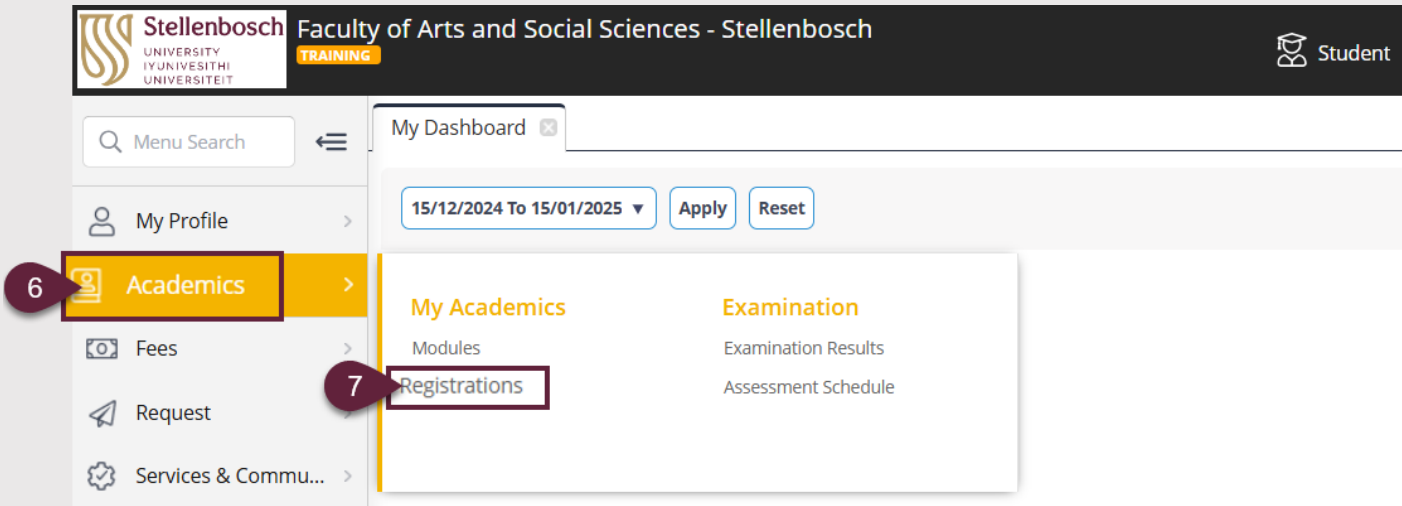 Stellenbosch
UNIVERSITY
IYUNIVESITHI
UNIVERSITEIT
Faculty of Arts and Social Sciences - Stellenbosch
TRAINING
Student
Menu Search
My Dashboard
15/12/2024 To 15/01/2025
Apply
Reset
My Profile
6
Academics
Fees
Request
Services & Commu...
My Academics
Modules
7
Registrations
Examination
Examination Results
Assessment Schedule